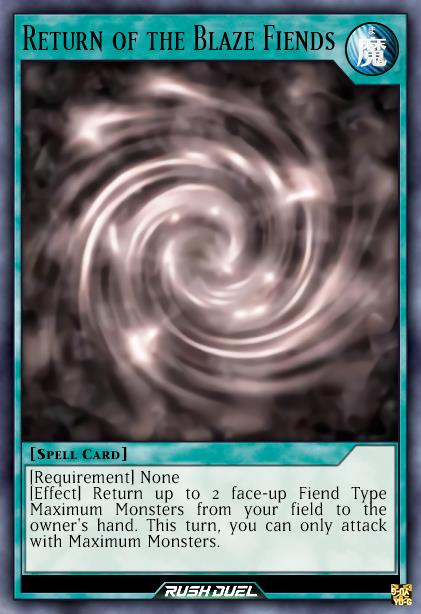 Return of the Blaze Fiends
ま
魔
[Spell Card]
[Requirement] None
[Effect] Return up to 2 face-up Fiend Type
Maximum Monsters from your field to the
owner's hand. This turn, you can only attack
with Maximum Monsters.
RUSH DUEL